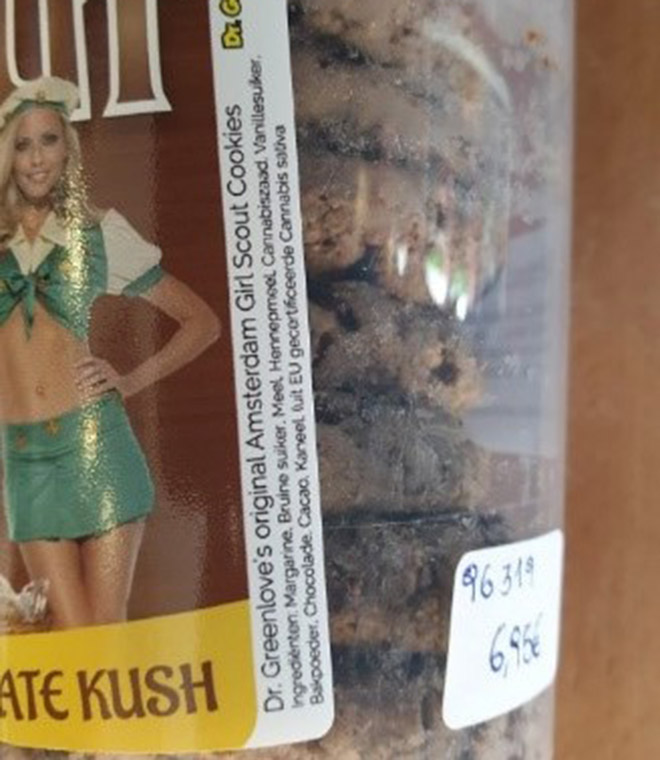 Dr. G
Dr. Greenlove's original Amsterdam Girl Scout Cookies
Ingrediënten: Margarine, Bruine suiker, Meel, Hennepmeel, Cannabiszaad, Vanillesuiker,
Bakpoeder, Chocolade, Cacao, Kaneel, (uit EU gecertificeerde Cannabis sativa
ATE KUSH
96319
6,95€